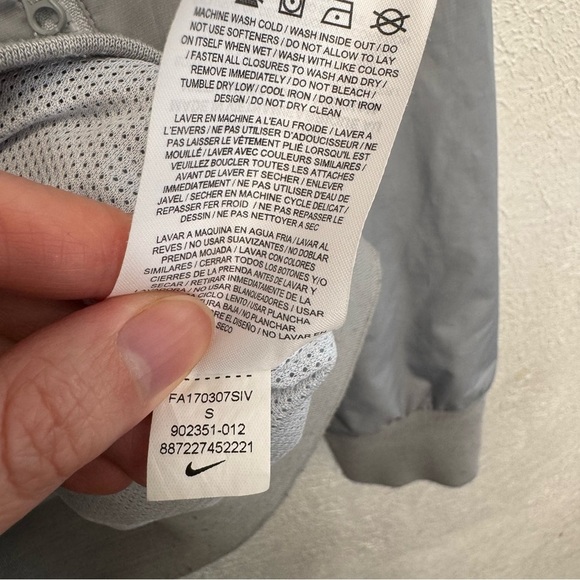 MACHINE WASH COLD / WASH INSIDE OUT / DO
NOT USE SOFTENERS / DO NOT ALLOW TO LAY
ON ITSELF WHEN WET / WASH WITH LIKE COLORS
/ FASTEN ALL CLOSURES TO WASH AND DRY /
REMOVE IMMEDIATELY / DO NOT BLEACH /
TUMBLE DRY LOW / COOL IRON / DO NOT IRON
DESIGN / DO NOT DRY CLEAN
LAVER EN MACHINE A L'EAU FROIDE / LAVER A
L'ENVERS / NE PAS UTILISER D'ADOUCISSEUR / NE
PAS LAISSER LE VÊTEMENT PLIÉ LORSQU'IL EST
MOUILLÉ / LAVER AVEC COULEURS SIMILAIRES /
VEUILLEZ BOUCLER TOUTES LES ATTACHES
AVANT DE LAVER ET SECHER / ENLEVER
IMMÉDIATEMENT / NE PAS UTILISER D'EAU DE
JAVEL / SECHER EN MACHINE CYCLE DELICAT /
REPASSER FER FROID / NE PAS REPASSER LE
DESSIN / NE PAS NETTOYER A SEC
LAVAR A MAQUINA EN AGUA FRIA / LAVAR AL
REVES / NO USAR SUAVIZANTES / NO DOBLAR
PRENDA MOJADA / LAVAR CON COLORES
SIMILARES / CERRAR TODOS LOS BOTONES Y/O
CIERRES DE LA PRENDA ANTES DE LAVAR Y
SECAR / RETIRAR INMEDIATAMENTE DE LA
NO USAR BLANQUEADORES / USAR
CICLO LENTO / USAR PLANCHA
BAJA / NO PLANCHAR
EL DISEÑO / NO LAVAR
SECO
FA170307SIV
S
902351-012
887227452221